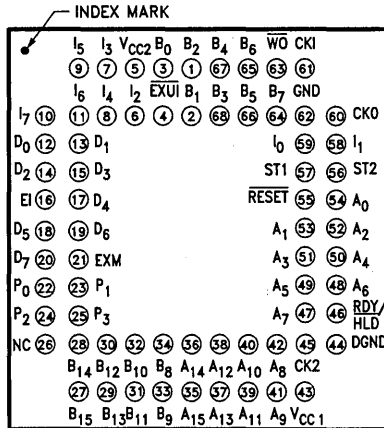 INDEX MARK
I5 I3 VCC2 B0 B2 B4 B6 WO CKI
9 7 5 3 1 67 65 63 61
I6 I4 I2 EXUI B1 B3 B5 B7 GND
I7 10 11 8 6 4 2 68 66 64 62 60 CKO
D0 12 13 D1 I0 59 58 I1
D2 14 15 D3 ST1 57 56 ST2
EI 16 17 D4 RESET 55 54 A0
D5 18 19 D6 A1 53 52 A2
D7 20 21 EXM A3 51 50 A4
P0 22 23 P1 A5 49 48 A6
P2 24 25 P3 A7 47 46 RDY/HLD
NC 26 28 30 32 34 36 38 40 42 45 44 DGND
B14 B12 B10 B8 A14 A12 A10 A8 CK2
27 29 31 33 35 37 39 41 43
B15 B13 B11 B9 A15 A13 A11 A9 VCC1